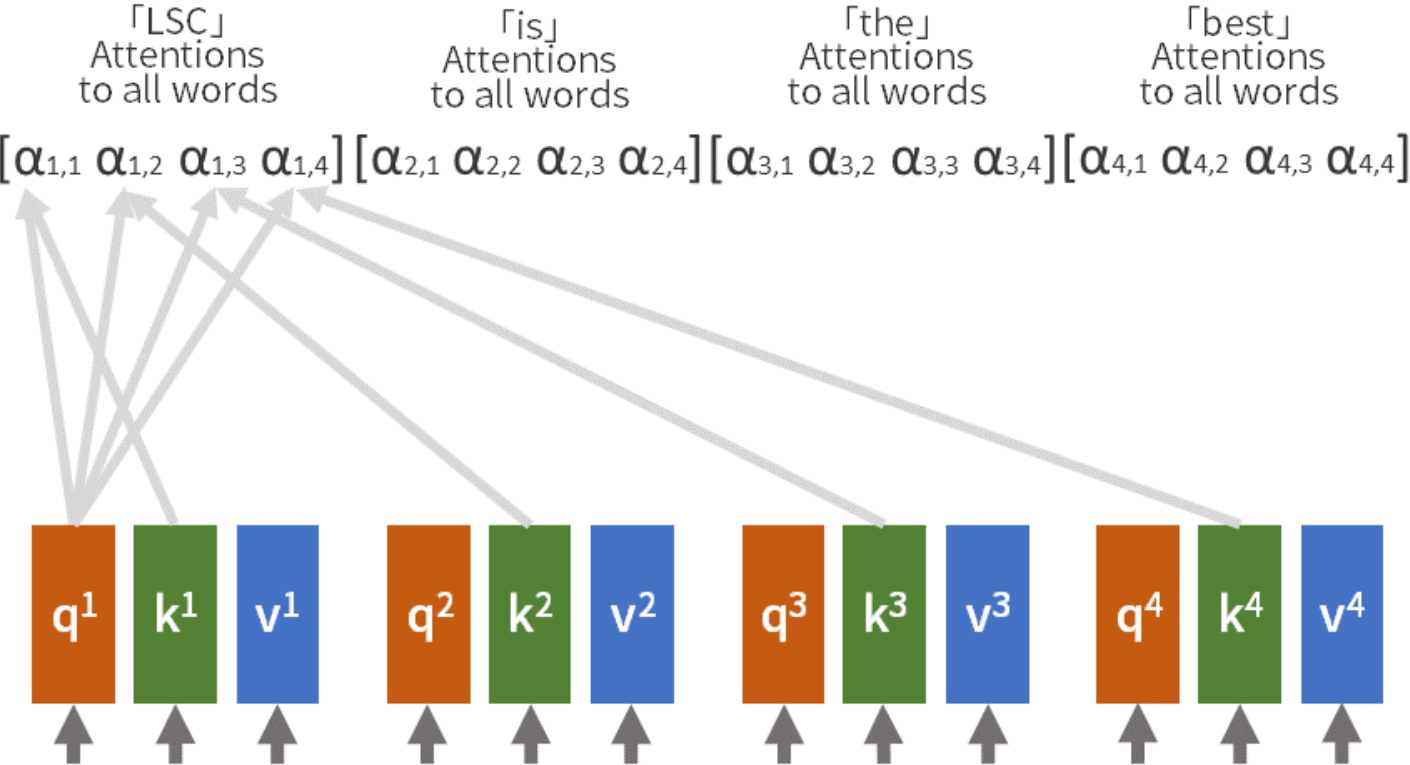 「LSC」
Attentions
to all words
「is」
Attentions
to all words
「the」
Attentions
to all words
「best」
Attentions
to all words
[α1,1 α1,2 α1,3 α1,4] [α2,1 α2,2 α2,3 α2,4] [α3,1 α3,2 α3,3 α3,4] [α4,1 α4,2 α4,3 α4,4]
q¹ k¹ v¹ q² k² v² q³ k³ v³ q⁴ k⁴ v⁴